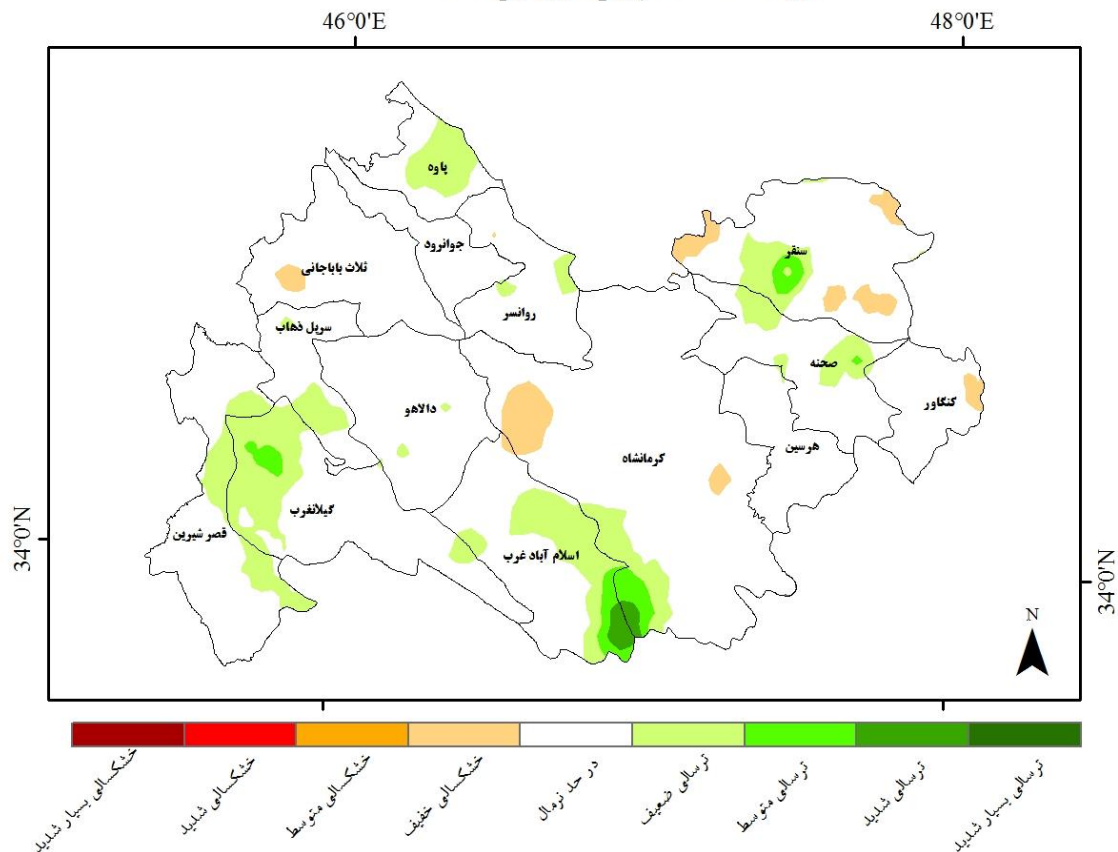 46°0'E
48°0'E
پاوه
جوانرود
سنقر
ثلاث باباجانی
روانسر
سرپل ذهاب
صحنه
کنگاور
دالاهو
هرسین
کرمانشاه
گیلانغرب
قصر شیرین
اسلام آباد غرب
34°0'N
34°0'N
N
خشکسالی بسیار شدید
خشکسالی شدید
خشکسالی متوسط
خشکسالی خفیف
در حد نرمال
ترسالی ضعیف
ترسالی متوسط
ترسالی شدید
ترسالی بسیار شدید